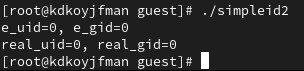 [root@kdkoyjfman guest]# ./simpleid2
e_uid=0, e_gid=0
real_uid=0, real_gid=0
[root@kdkoyjfman guest]#